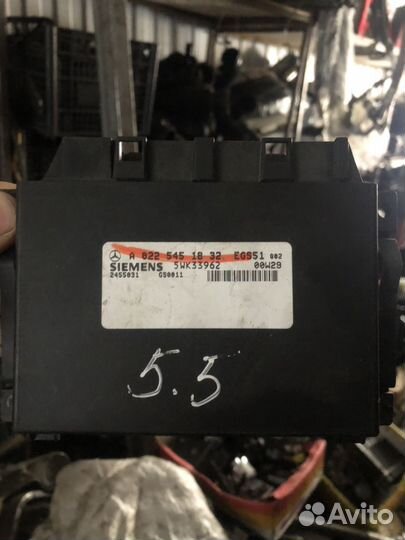 A 022 545 18 32 EGS51 002
SIEMENS 5WK33962 00W29
2455031 G50011
5.5
Avito